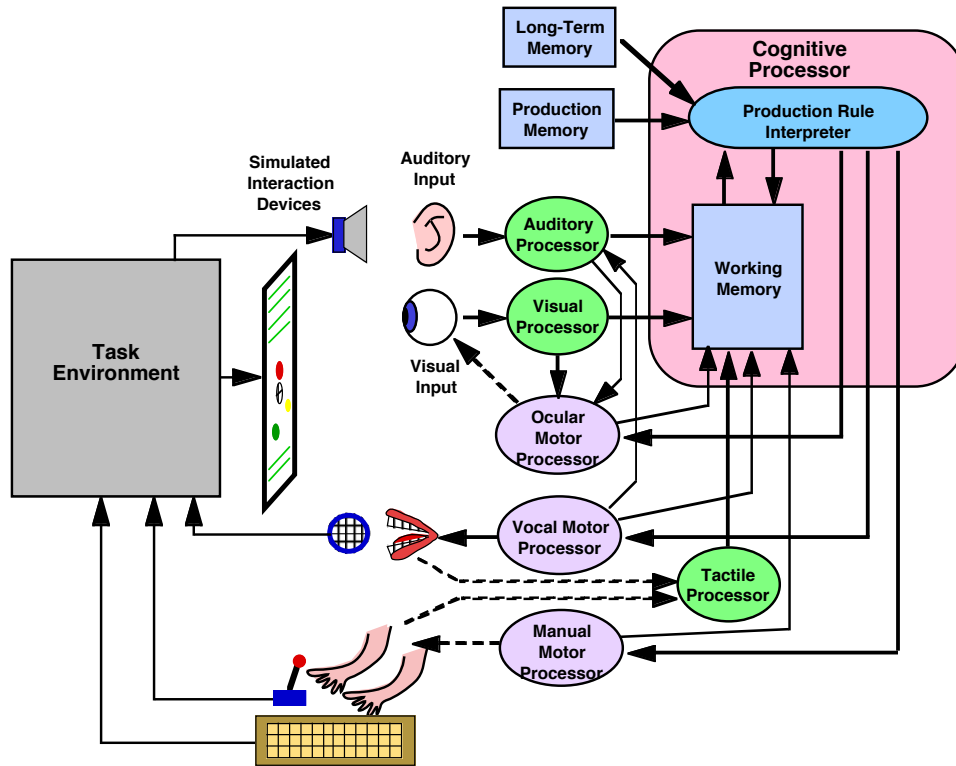 Long-Term
Memory
Cognitive
Processor
Production
Memory
Production Rule
Interpreter
Simulated
Interaction
Devices
Auditory
Input
Auditory
Processor
Working
Memory
Visual
Processor
Task
Environment
Visual
Input
Ocular
Motor
Processor
Vocal Motor
Processor
Tactile
Processor
Manual
Motor
Processor